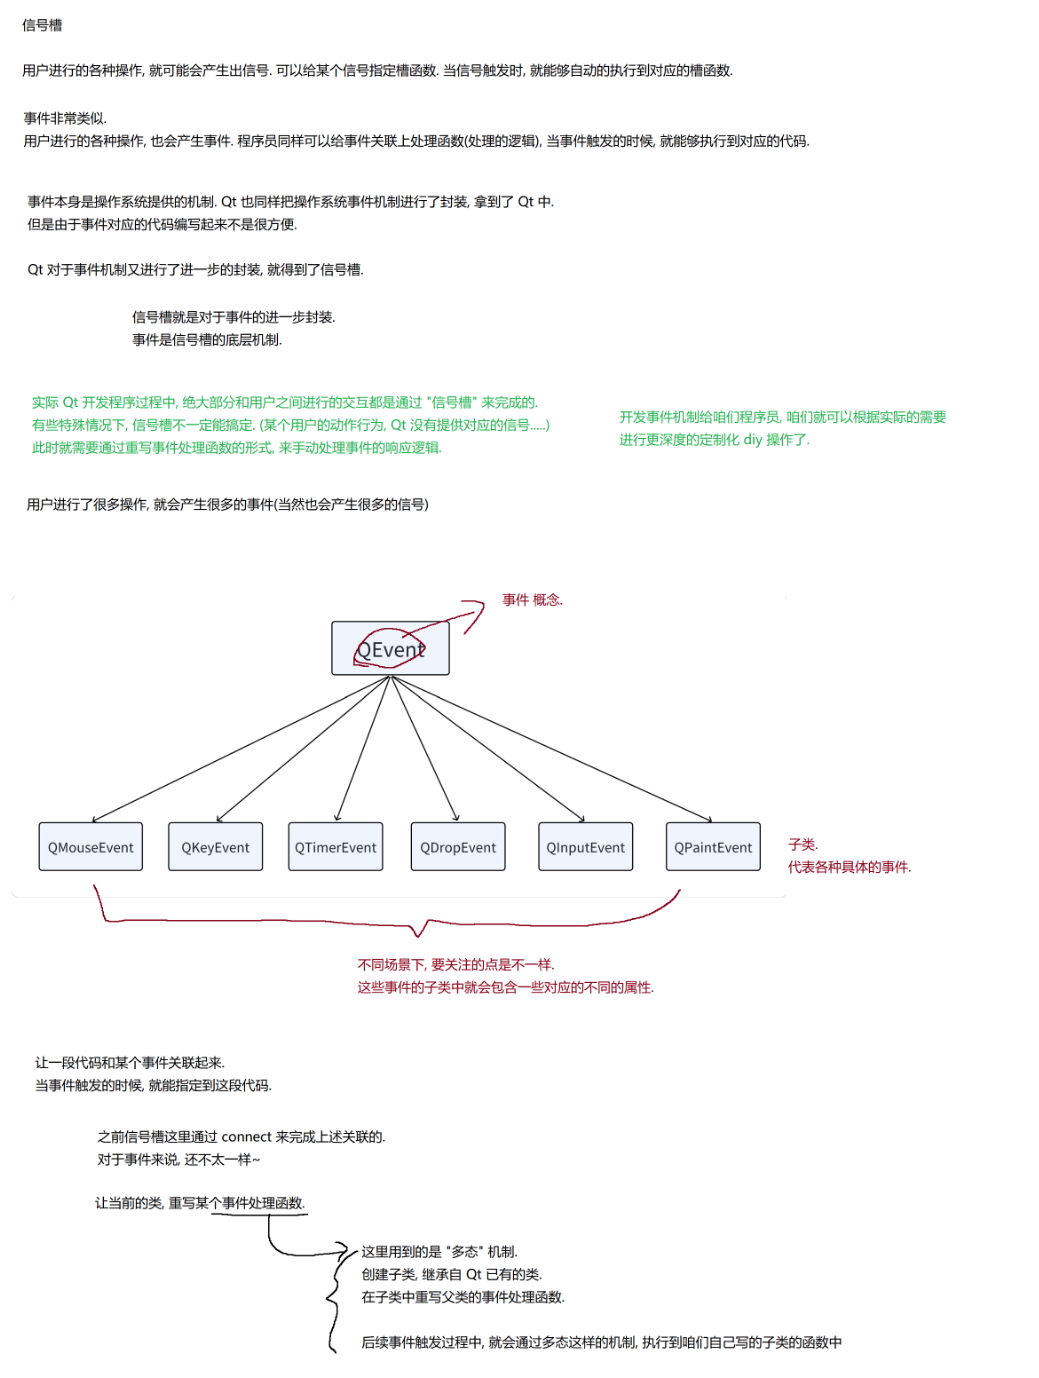 信号槽
用户进行的各种操作, 就可能会产生出信号. 可以给某个信号指定槽函数. 当信号触发时, 就能够自动的执行到对应的槽函数.
事件非常类似.
用户进行的各种操作, 也会产生事件. 程序员同样可以给事件关联上处理函数(处理的逻辑), 当事件触发的时候, 就能够执行到对应的代码.
事件本身是操作系统提供的机制. Qt 也同样把操作系统事件机制进行了封装, 拿到了 Qt 中.
但是由于事件对应的代码编写起来不是很方便.
Qt 对于事件机制又进行了进一步的封装, 就得到了信号槽.
信号槽就是对于事件的进一步封装.
事件是信号槽的底层机制.
实际 Qt 开发程序过程中, 绝大部分和用户之间进行的交互都是通过 "信号槽" 来完成的.
有些特殊情况下, 信号槽不一定能搞定. (某个用户的动作行为, Qt 没有提供对应的信号.....)
此时就需要通过重写事件处理函数的形式, 来手动处理事件的响应逻辑.
开发事件机制给咱们程序员, 咱们就可以根据实际的需要
进行更深度的定制化 diy 操作了.
用户进行了很多操作, 就会产生很多的事件(当然也会产生很多的信号)
事件 概念.
QEvent
QMouseEvent
QKeyEvent
QTimerEvent
QDropEvent
QInputEvent
QPaintEvent
子类.
代表各种具体的事件.
不同场景下, 要关注的点是不一样.
这些事件的子类中就会包含一些对应的不同的属性.
让一段代码和某个事件关联起来.
当事件触发的时候, 就能指定到这段代码.
之前信号槽这里通过 connect 来完成上述关联的.
对于事件来说, 还不太一样~
让当前的类, 重写某个事件处理函数.
这里用到的是 "多态" 机制.
创建子类, 继承自 Qt 已有的类.
在子类中重写父类的事件处理函数.
后续事件触发过程中, 就会通过多态这样的机制, 执行到咱们自己写的子类的函数中